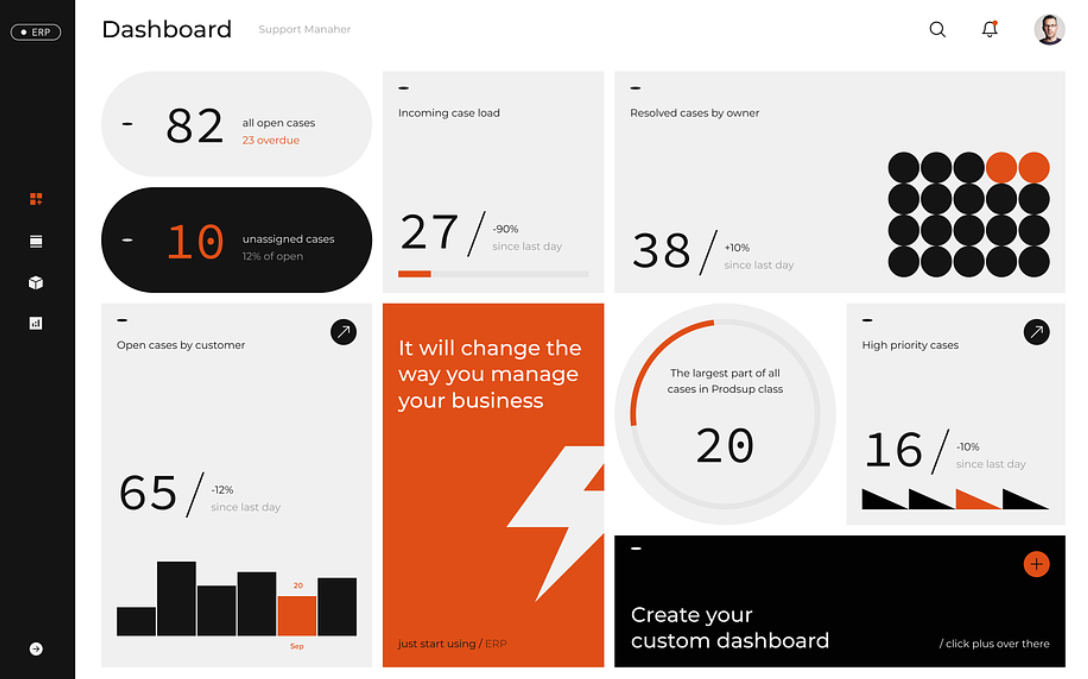 ERP
Dashboard
Support Manaher
82
all open cases
23 overdue
10
unassigned cases
12% of open
Incoming case load
27 /
-90%
since last day
Resolved cases by owner
38 /
+10%
since last day
Open cases by customer
65 /
-12%
since last day
20
Sep
It will change the
way you manage
your business
just start using / ERP
The largest part of all
cases in Prodsup class
20
High priority cases
16 /
-10%
since last day
Create your
custom dashboard
/ click plus over there